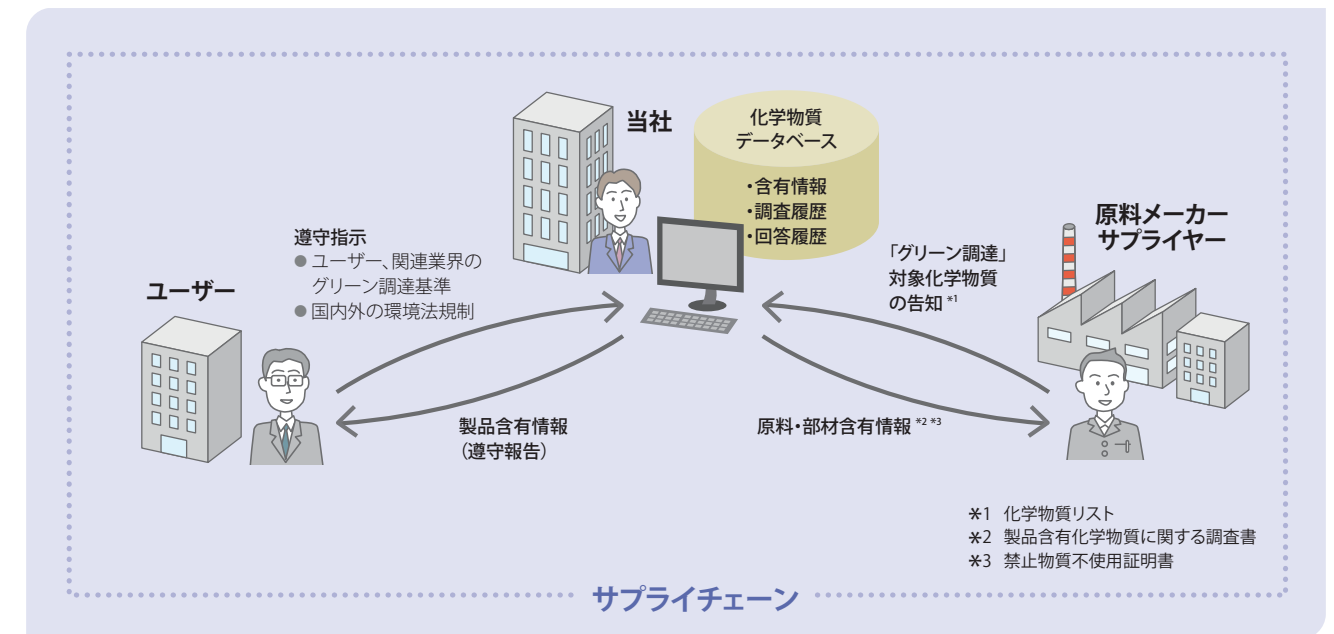 当社
化学物質
データベース
・含有情報
・調査履歴
・回答履歴
原料メーカー
サプライヤー
「グリーン調達」
対象化学物質
の告知 *1
遵守指示
● ユーザー、関連業界の
グリーン調達基準
● 国内外の環境法規制
ユーザー
製品含有情報
（遵守報告）
原料・部材含有情報 *2 *3
*1 化学物質リスト
*2 製品含有化学物質に関する調査書
*3 禁止物質不使用証明書
サプライチェーン